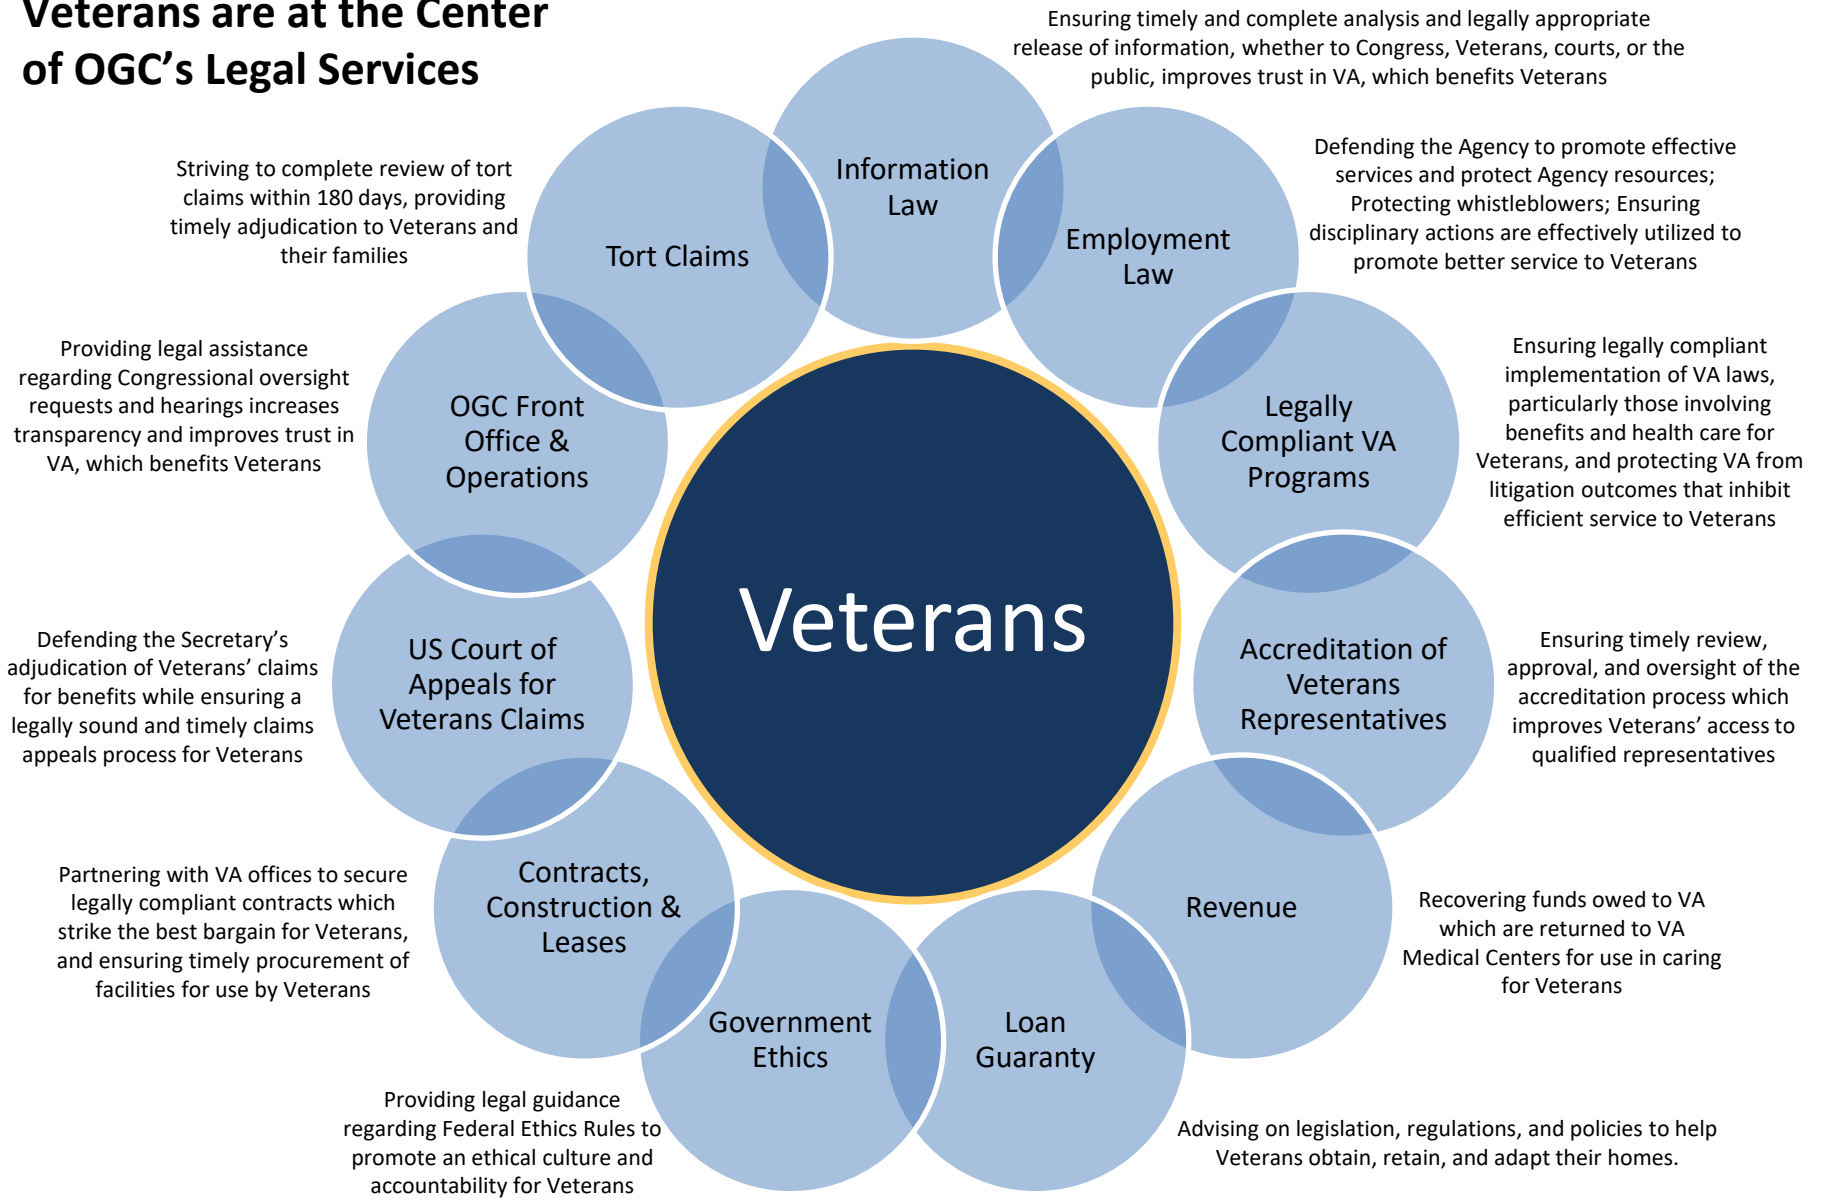 Veterans are at the Center
of OGC's Legal Services
Ensuring timely and complete analysis and legally appropriate
release of information, whether to Congress, Veterans, courts, or the
public, improves trust in VA, which benefits Veterans
Information
Law
Defending the Agency to promote effective
services and protect Agency resources;
Protecting whistleblowers; Ensuring
disciplinary actions are effectively utilized to
promote better service to Veterans
Employment
Law
Ensuring legally compliant
implementation of VA laws,
particularly those involving
benefits and health care for
Veterans, and protecting VA from
litigation outcomes that inhibit
efficient service to Veterans
Legally
Compliant VA
Programs
Ensuring timely review,
approval, and oversight of the
accreditation process which
improves Veterans' access to
qualified representatives
Accreditation of
Veterans
Representatives
Recovering funds owed to VA
which are returned to VA
Medical Centers for use in caring
for Veterans
Revenue
Advising on legislation, regulations, and policies to help
Veterans obtain, retain, and adapt their homes.
Loan
Guaranty
Government
Ethics
Providing legal guidance
regarding Federal Ethics Rules to
promote an ethical culture and
accountability for Veterans
Contracts,
Construction &
Leases
Partnering with VA offices to secure
legally compliant contracts which
strike the best bargain for Veterans,
and ensuring timely procurement of
facilities for use by Veterans
US Court of
Appeals for
Veterans Claims
Defending the Secretary's
adjudication of Veterans' claims
for benefits while ensuring a
legally sound and timely claims
appeals process for Veterans
OGC Front
Office &
Operations
Providing legal assistance
regarding Congressional oversight
requests and hearings increases
transparency and improves trust in
VA, which benefits Veterans
Tort Claims
Striving to complete review of tort
claims within 180 days, providing
timely adjudication to Veterans and
their families
Veterans